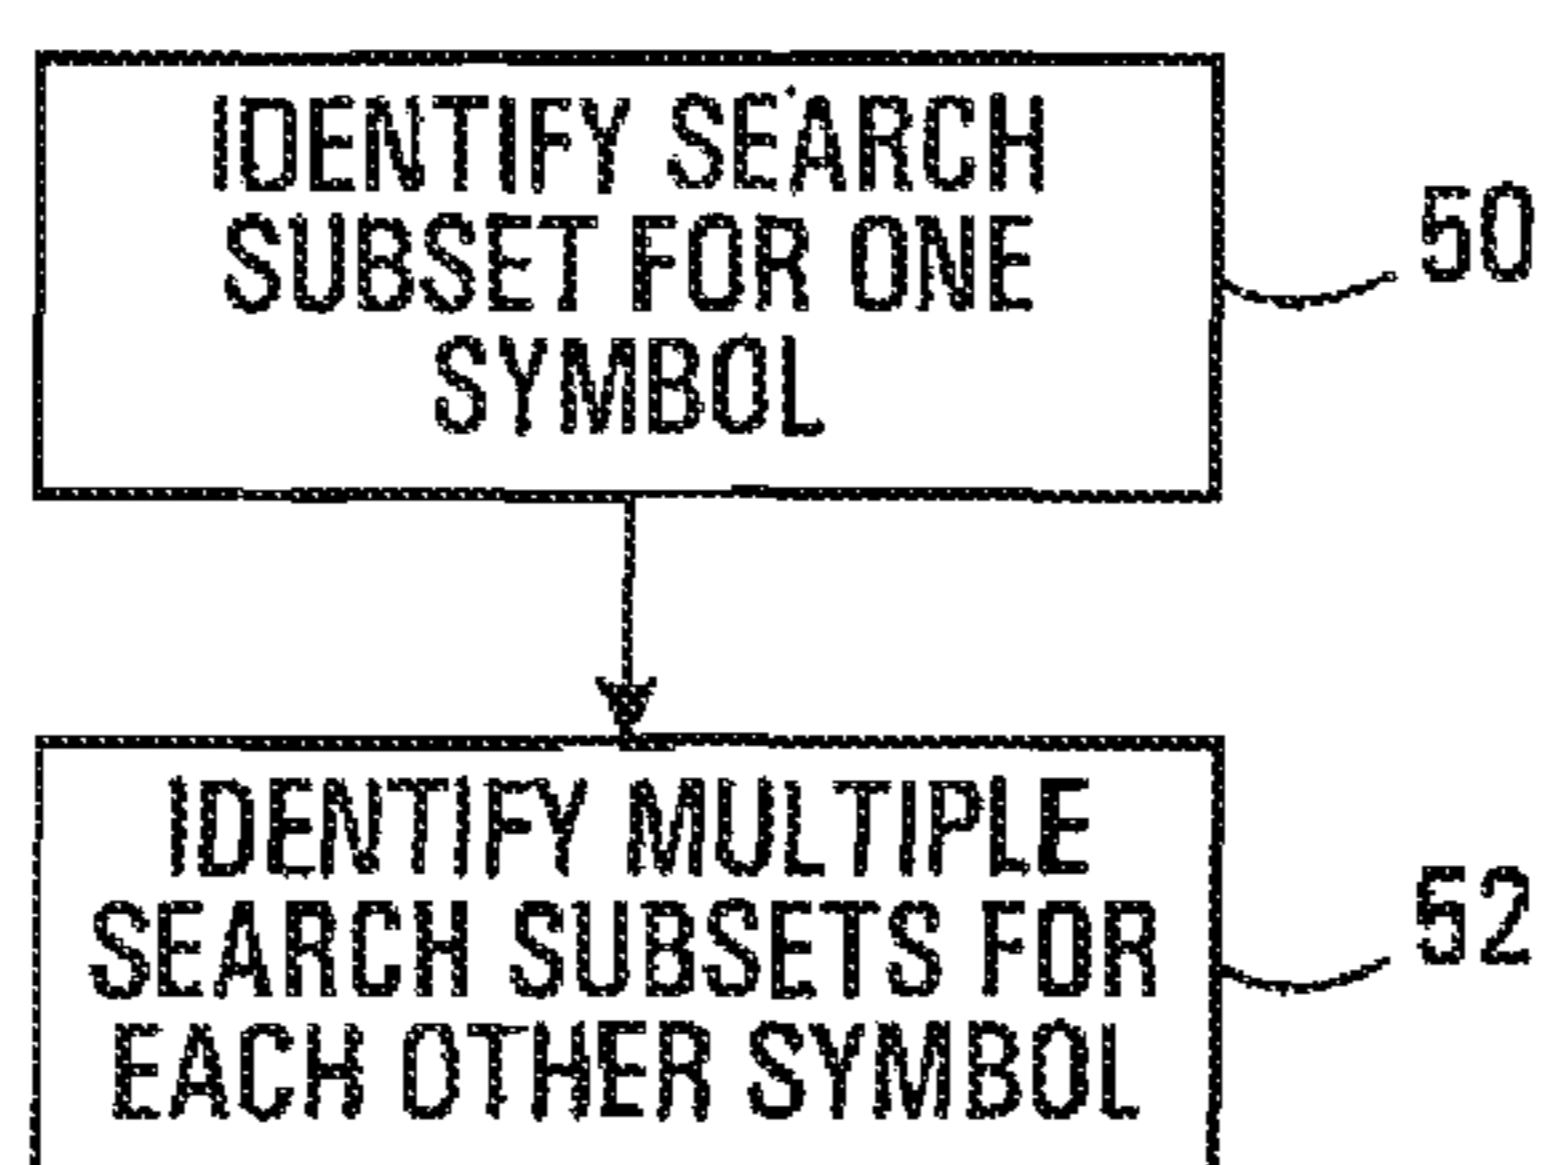 IDENTIFY SEARCH
SUBSET FOR ONE
SYMBOL
50
IDENTIFY MULTIPLE
SEARCH SUBSETS FOR
EACH OTHER SYMBOL
52